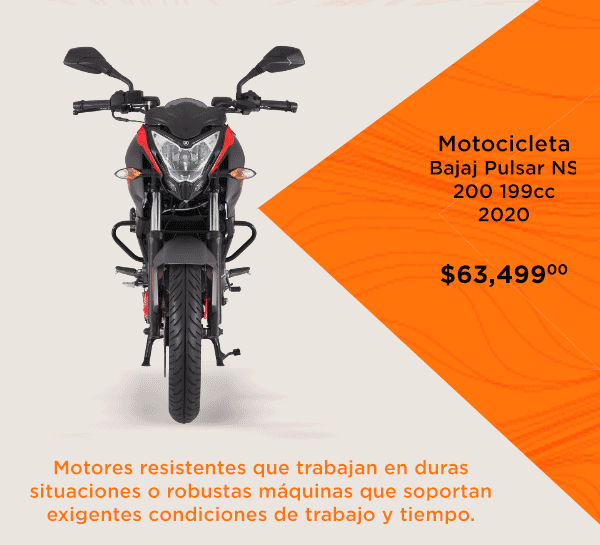 Motocicleta
Bajaj Pulsar NS
200 199cc
2020
$63,499⁰⁰
Motores resistentes que trabajan en duras
situaciones o robustas máquinas que soportan
exigentes condiciones de trabajo y tiempo.